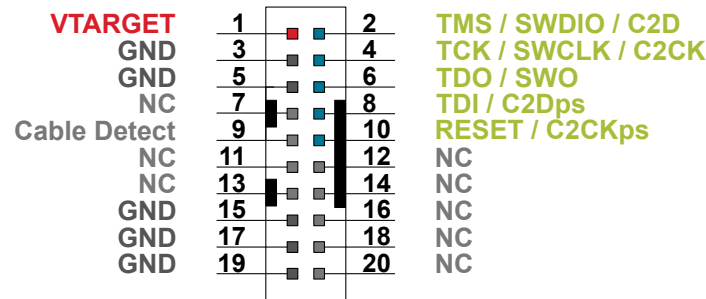 VTARGET 1 2 TMS / SWDIO / C2D
GND 3 4 TCK / SWCLK / C2CK
GND 5 6 TDO / SWO
NC 7 8 TDI / C2Dps
Cable Detect 9 10 RESET / C2CKps
NC 11 12 NC
NC 13 14 NC
GND 15 16 NC
GND 17 18 NC
GND 19 20 NC